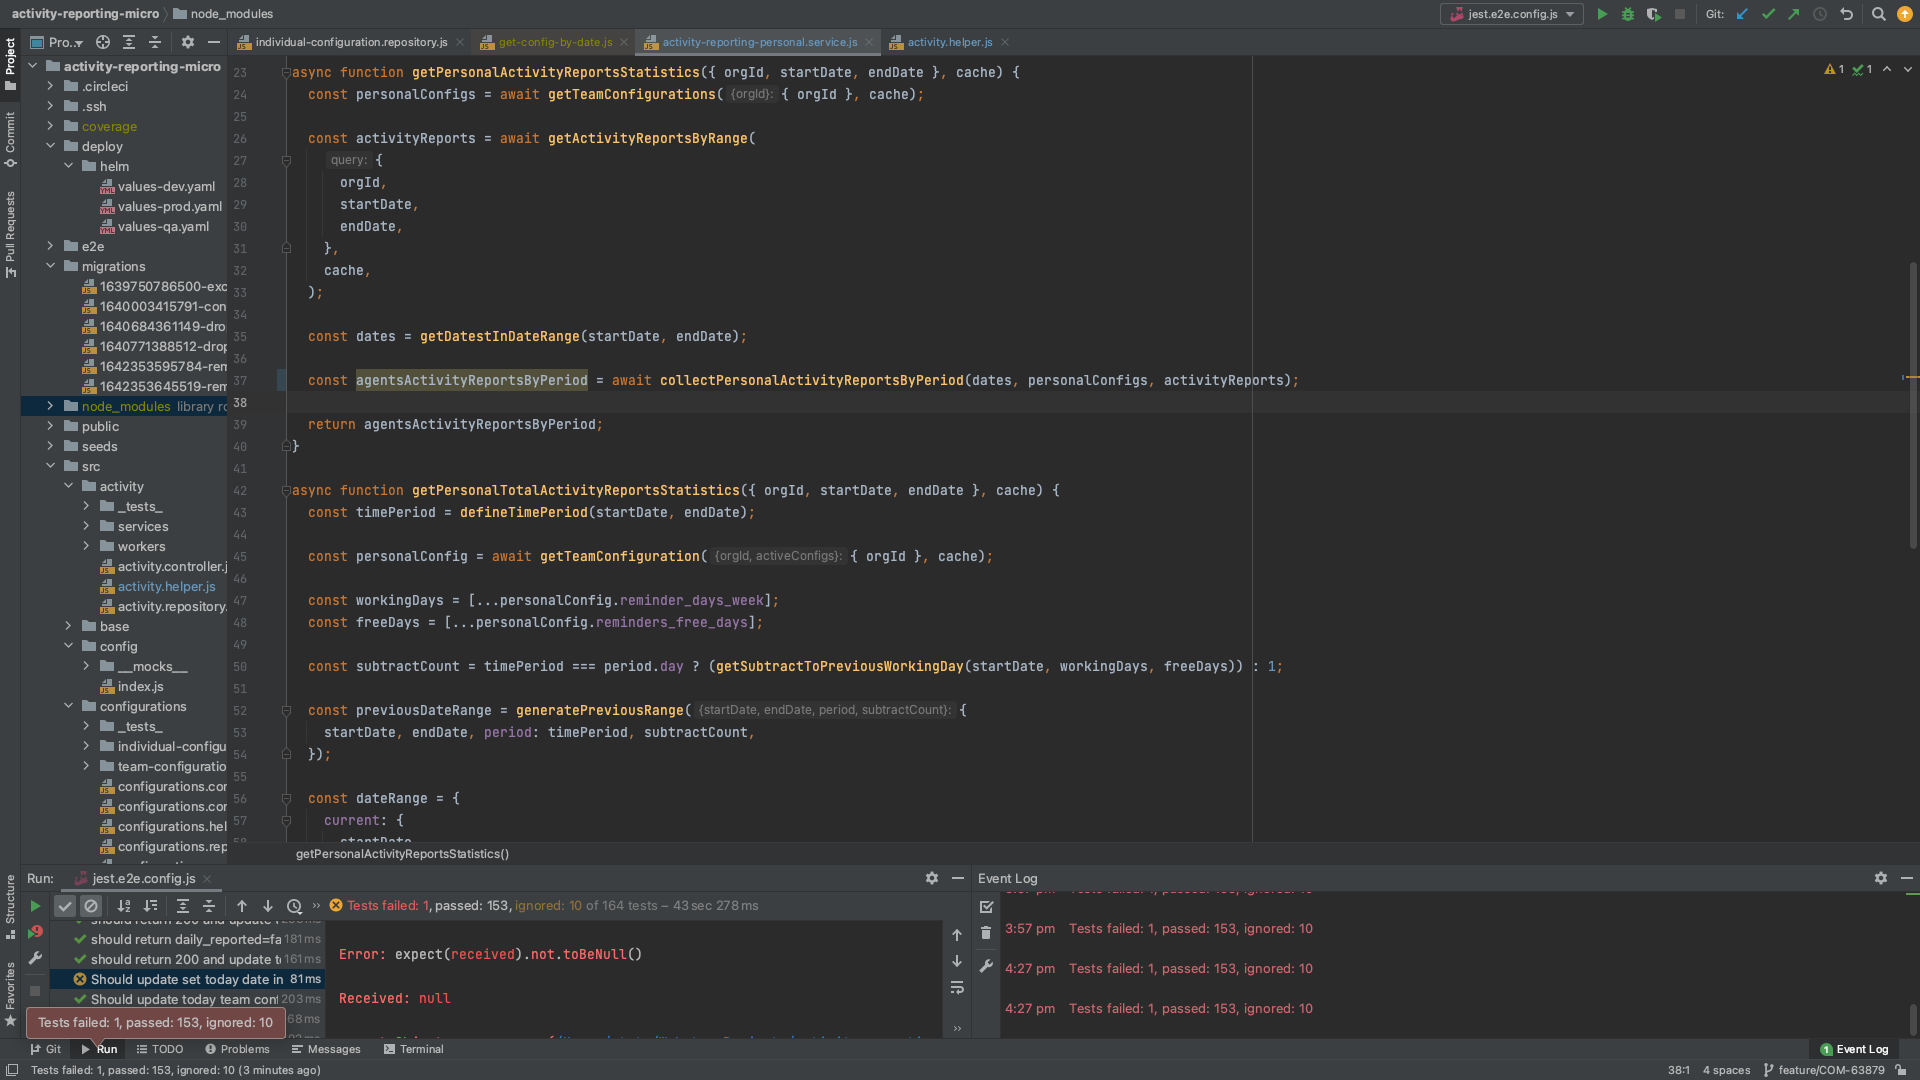 activity-reporting-micro
node_modules
jest.e2e.config.js
Git:
Project
Commit
Pull Requests
Structure
Favorites
Pro...
individual-configuration.repository.js
get-config-by-date.js
activity-reporting-personal.service.js
activity.helper.js
1
1
activity-reporting-micro
.circleci
.ssh
coverage
deploy
helm
values-dev.yaml
values-prod.yaml
values-qa.yaml
e2e
migrations
1639750786500-exc
1640003415791-con
1640684361149-dro
1640771388512-drop
1642353595784-rem
1642353645519-rem
node_modules library ro
public
seeds
src
activity
_tests_
services
workers
activity.controller.j
activity.helper.js
activity.repository.
base
config
__mocks__
index.js
configurations
_tests_
individual-configu
team-configuratio
configurations.cor
configurations.cor
configurations.hel
configurations.rep
23 async function getPersonalActivityReportsStatistics({ orgId, startDate, endDate }, cache) {
24 const personalConfigs = await getTeamConfigurations( {orgId}: { orgId }, cache);
25
26 const activityReports = await getActivityReportsByRange(
27 query: {
28 orgId,
29 startDate,
30 endDate,
31 },
32 cache,
33 );
34
35 const dates = getDatestInDateRange(startDate, endDate);
36
37 const agentsActivityReportsByPeriod = await collectPersonalActivityReportsByPeriod(dates, personalConfigs, activityReports);
38
39 return agentsActivityReportsByPeriod;
40 }
41
42 async function getPersonalTotalActivityReportsStatistics({ orgId, startDate, endDate }, cache) {
43 const timePeriod = defineTimePeriod(startDate, endDate);
44
45 const personalConfig = await getTeamConfiguration( {orgId, activeConfigs}: { orgId }, cache);
46
47 const workingDays = [...personalConfig.reminder_days_week];
48 const freeDays = [...personalConfig.reminders_free_days];
49
50 const subtractCount = timePeriod === period.day ? (getSubtractToPreviousWorkingDay(startDate, workingDays, freeDays)) : 1;
51
52 const previousDateRange = generatePreviousRange( {startDate, endDate, period, subtractCount}: {
53 startDate, endDate, period: timePeriod, subtractCount,
54 });
55
56 const dateRange = {
57 current: {
58 startDate
getPersonalActivityReportsStatistics()
Run: jest.e2e.config.js
Tests failed: 1, passed: 153, ignored: 10 of 164 tests – 43 sec 278 ms
should return daily_reported=fa 181 ms
should return 200 and update t 161 ms
Should update set today date in 81 ms
Should update today team conf 203 ms
68 ms
Tests failed: 1, passed: 153, ignored: 10
Error: expect(received).not.toBeNull()
Received: null
Event Log
3:57 pm Tests failed: 1, passed: 153, ignored: 10
4:27 pm Tests failed: 1, passed: 153, ignored: 10
4:27 pm Tests failed: 1, passed: 153, ignored: 10
Git
Run
TODO
Problems
Messages
Terminal
1 Event Log
Tests failed: 1, passed: 153, ignored: 10 (3 minutes ago)
38:1
4 spaces
feature/COM-63879